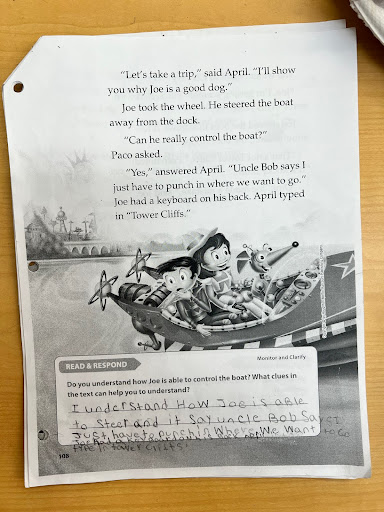 "Let's take a trip," said April. "I'll show
you why Joe is a good dog."
Joe took the wheel. He steered the boat
away from the dock.
"Can he really control the boat?"
Paco asked.
"Yes," answered April. "Uncle Bob says I
just have to punch in where we want to go."
Joe had a keyboard on his back. April typed
in "Tower Cliffs."
READ & RESPOND
Monitor and Clarify
Do you understand how Joe is able to control the boat? What clues in
the text can help you to understand?
I understand How Joe is able
to Steer and it Say uncle Bob Says I
Just have to punch in Where We Want to Go
in tower cliffs.
108